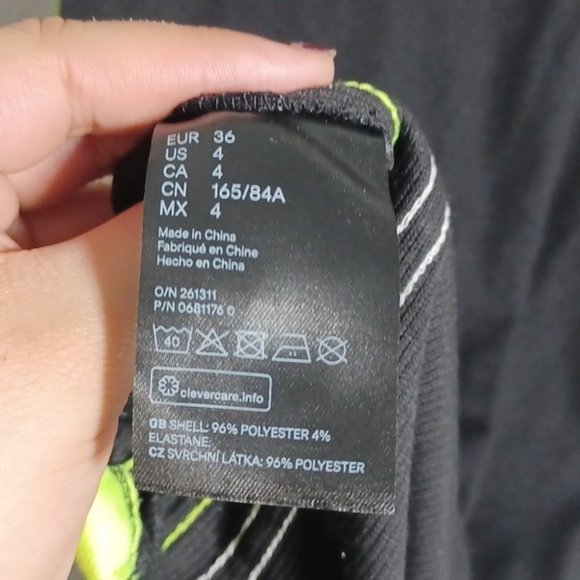 EUR 36
US 4
CA 4
CN 165/84A
MX 4
Made in China
Fabriqué en Chine
Hecho en China
O/N 261311
P/N 0681176 0
40
clevercare.info
GB SHELL: 96% POLYESTER 4%
ELASTANE.
CZ SVRCHNÍ LÁTKA: 96% POLYESTER